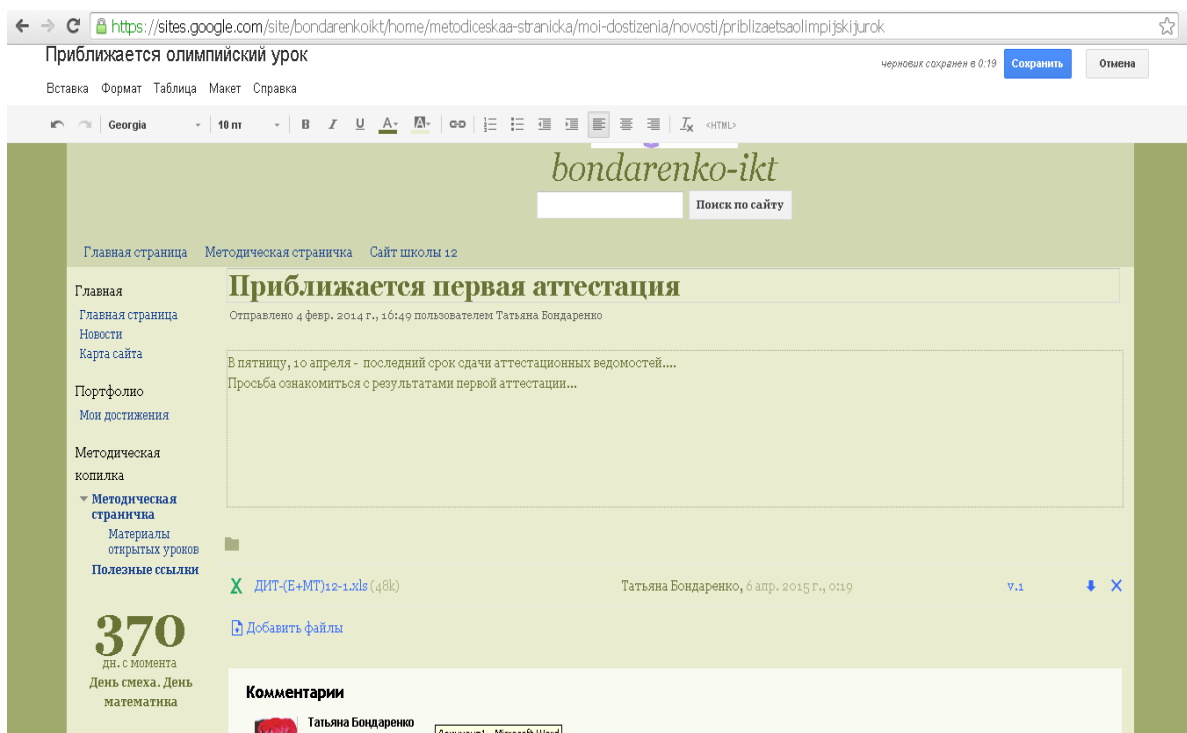 https://sites.google.com/site/bondarenkoikt/home/metodiceskaa-stranicka/moi-dostizenia/novosti/priblizaetsaolimpijskijurok
Приближается олимпийский урок
черновик сохранен в 0:19 Сохранить Отмена
Вставка Формат Таблица Макет Справка
Georgia 10 пт B I U A A <HTML>
bondarenko-ikt
Поиск по сайту
Главная страница Методическая страничка Сайт школы 12
Главная
Главная страница
Новости
Карта сайта
Портфолио
Мои достижения
Методическая
копилка
Методическая
страничка
Материалы
открытых уроков
Полезные ссылки
370
дн. с момента
День смеха. День
математика
Приближается первая аттестация
Отправлено 4 февр. 2014 г., 16:49 пользователем Татьяна Бондаренко
В пятницу, 10 апреля - последний срок сдачи аттестационных ведомостей....
Просьба ознакомиться с результатами первой аттестации...
ДИТ-(Е+МТ)12-1.xls (48k) Татьяна Бондаренко, 6 апр. 2015 г., 0:19 v.1
Добавить файлы
Комментарии
Татьяна Бондаренко